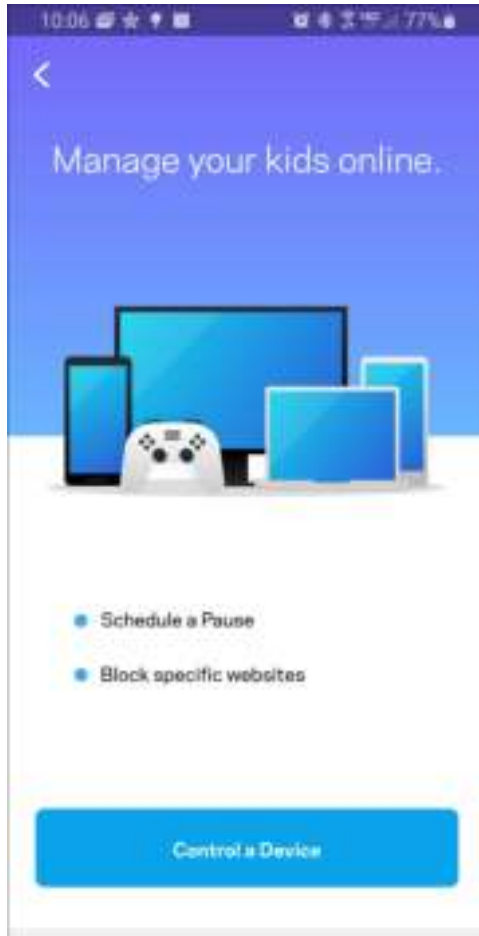 10:06
77%
Manage your kids online.
Schedule a Pause
Block specific websites
Control a Device